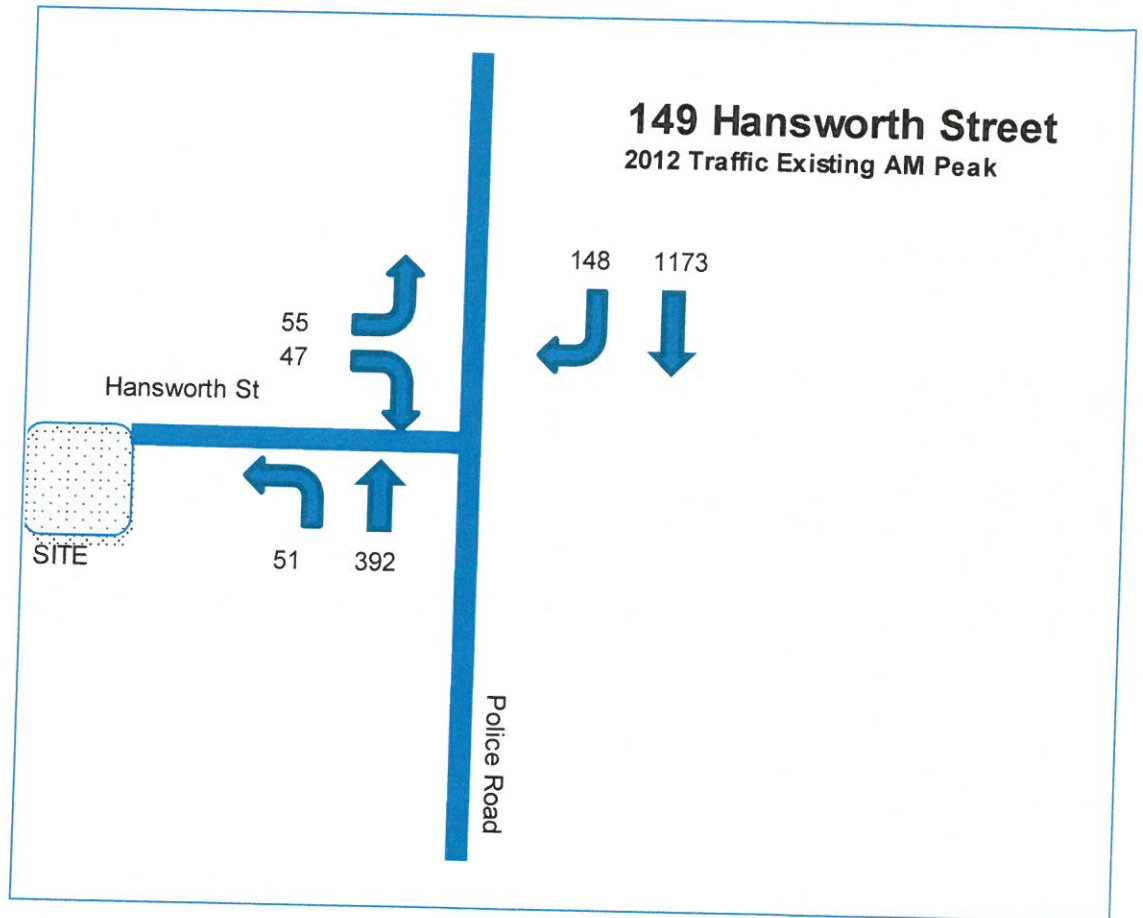 149 Hansworth Street
2012 Traffic Existing AM Peak
148 1173
55
47
Hansworth St
SITE
51 392
Police Road